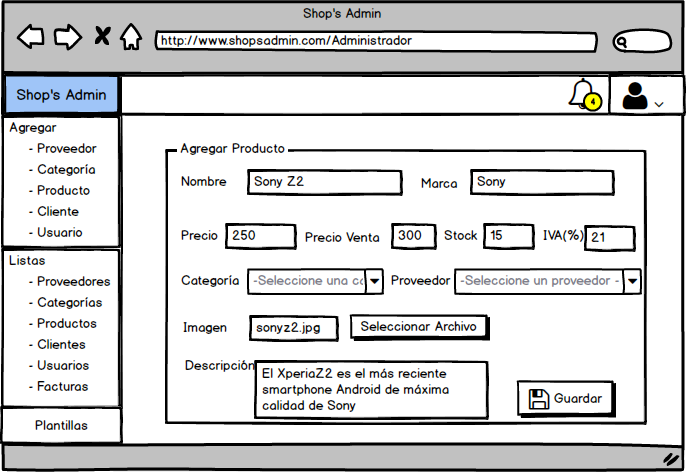 Shop's Admin
http://www.shopsadmin.com/Administrador
Shop's Admin
4
Agregar
- Proveedor
- Categoría
- Producto
- Cliente
- Usuario
Listas
- Proveedores
- Categorías
- Productos
- Clientes
- Usuarios
- Facturas
Plantillas
Agregar Producto
Nombre Sony Z2 Marca Sony
Precio 250 Precio Venta 300 Stock 15 IVA(%) 21
Categoría -Seleccione una ca Proveedor -Seleccione un proveedor -
Imagen sonyz2.jpg Seleccionar Archivo
Descripción
El XperiaZ2 es el más reciente
smartphone Android de máxima
calidad de Sony
Guardar